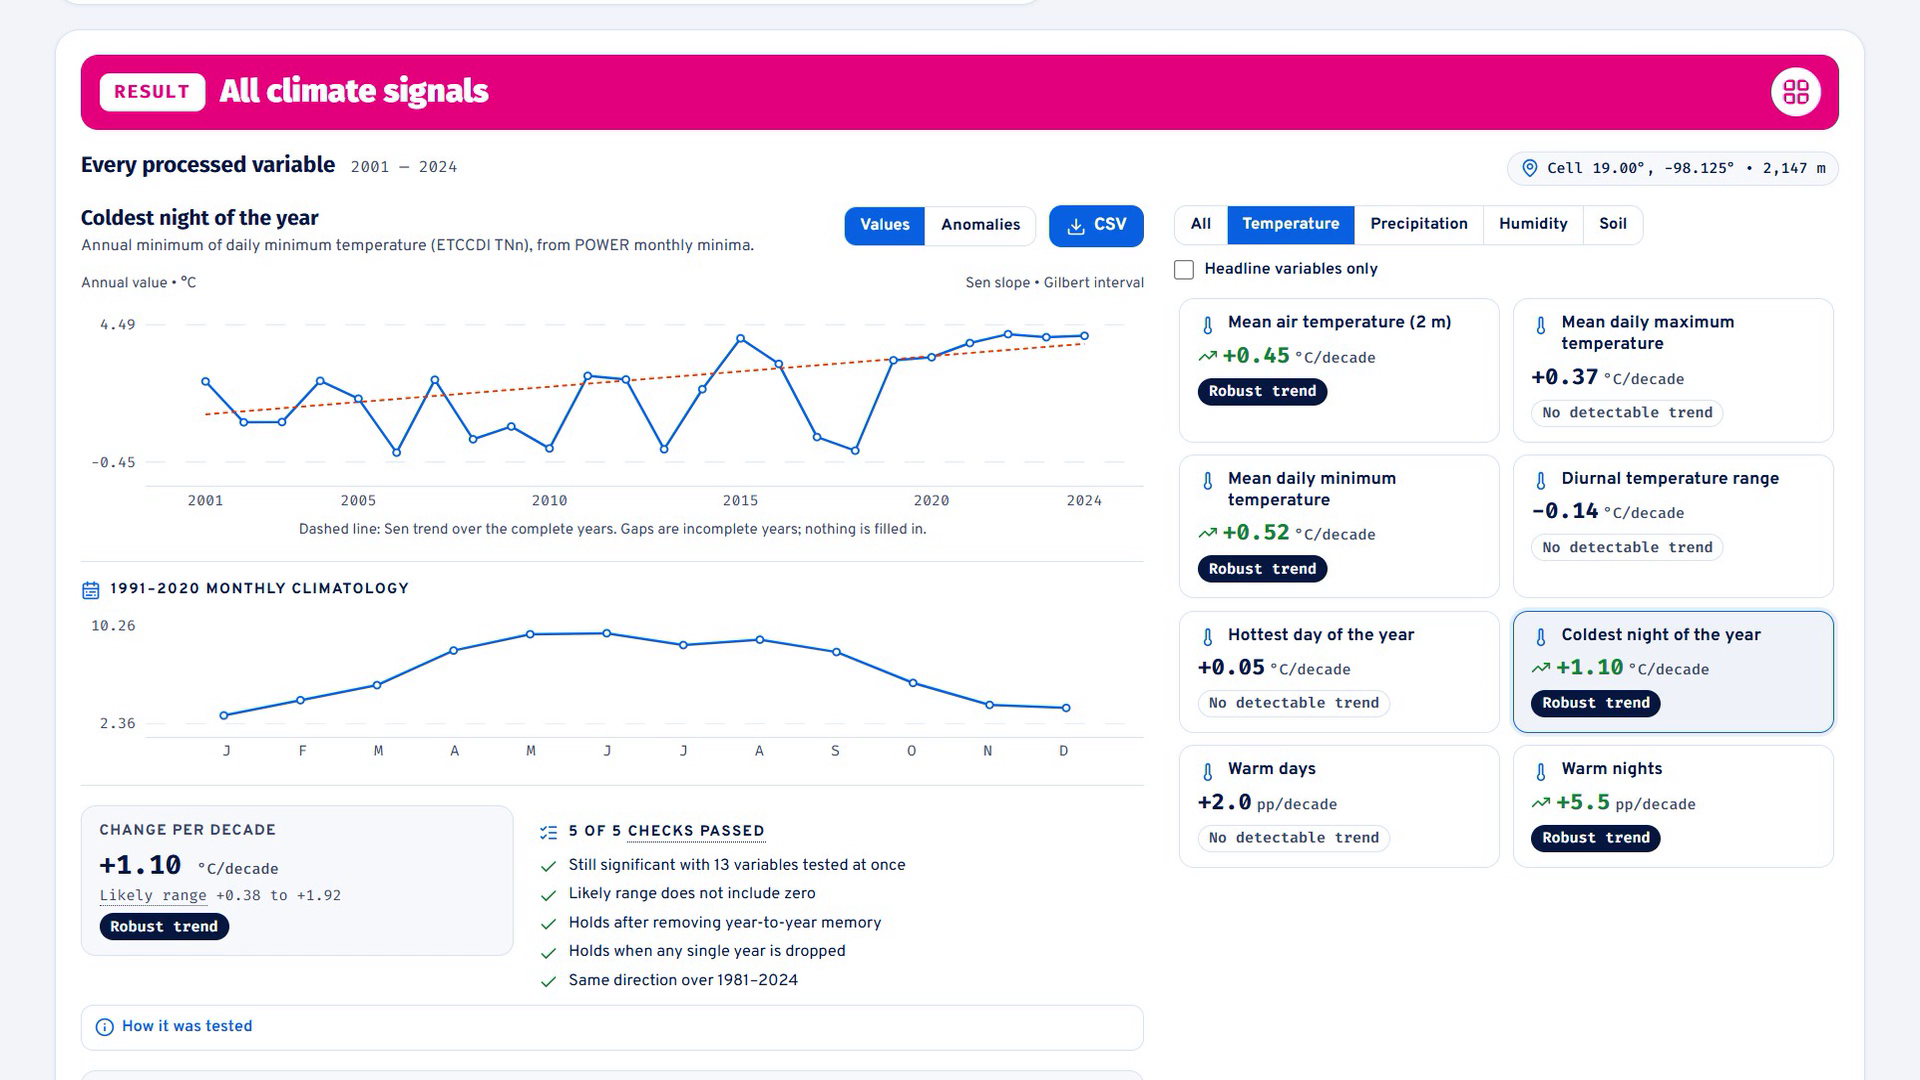 RESULT All climate signals
Every processed variable 2001 — 2024
Cell 19.00°, -98.125° • 2,147 m
Coldest night of the year
Annual minimum of daily minimum temperature (ETCCDI TNn), from POWER monthly minima.
Values Anomalies CSV
Annual value • °C
Sen slope • Gilbert interval
4.49
-0.45
2001 2005 2010 2015 2020 2024
Dashed line: Sen trend over the complete years. Gaps are incomplete years; nothing is filled in.
1991–2020 MONTHLY CLIMATOLOGY
10.26
2.36
J F M A M J J A S O N D
CHANGE PER DECADE
+1.10 °C/decade
Likely range +0.38 to +1.92
Robust trend
5 OF 5 CHECKS PASSED
Still significant with 13 variables tested at once
Likely range does not include zero
Holds after removing year-to-year memory
Holds when any single year is dropped
Same direction over 1981–2024
How it was tested
All Temperature Precipitation Humidity Soil
Headline variables only
Mean air temperature (2 m)
+0.45 °C/decade
Robust trend
Mean daily maximum
temperature
+0.37 °C/decade
No detectable trend
Mean daily minimum
temperature
+0.52 °C/decade
Robust trend
Diurnal temperature range
−0.14 °C/decade
No detectable trend
Hottest day of the year
+0.05 °C/decade
No detectable trend
Coldest night of the year
+1.10 °C/decade
Robust trend
Warm days
+2.0 pp/decade
No detectable trend
Warm nights
+5.5 pp/decade
Robust trend